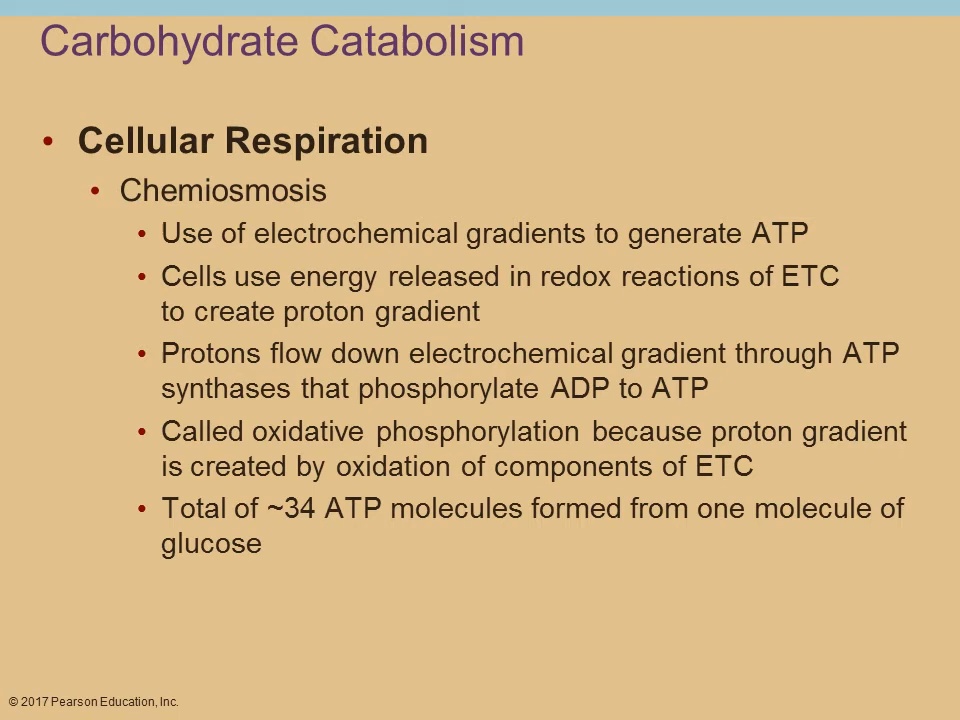 Carbohydrate Catabolism
• Cellular Respiration
• Chemiosmosis
• Use of electrochemical gradients to generate ATP
• Cells use energy released in redox reactions of ETC
to create proton gradient
• Protons flow down electrochemical gradient through ATP
synthases that phosphorylate ADP to ATP
• Called oxidative phosphorylation because proton gradient
is created by oxidation of components of ETC
• Total of ~34 ATP molecules formed from one molecule of
glucose
© 2017 Pearson Education, Inc.